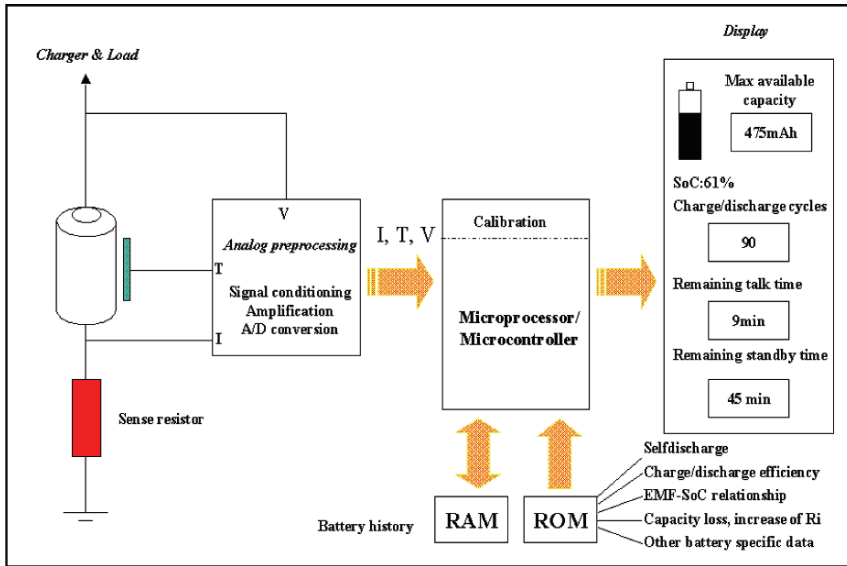 Charger & Load
V
Analog preprocessing
T
Signal conditioning
Amplification
A/D conversion
I
Sense resistor
I, T, V
Calibration
Microprocessor/
Microcontroller
Battery history
RAM
ROM
Selfdischarge
Charge/discharge efficiency
EMF-SoC relationship
Capacity loss, increase of Ri
Other battery specific data
Display
Max available
capacity
475mAh
SoC:61%
Charge/discharge cycles
90
Remaining talk time
9min
Remaining standby time
45 min